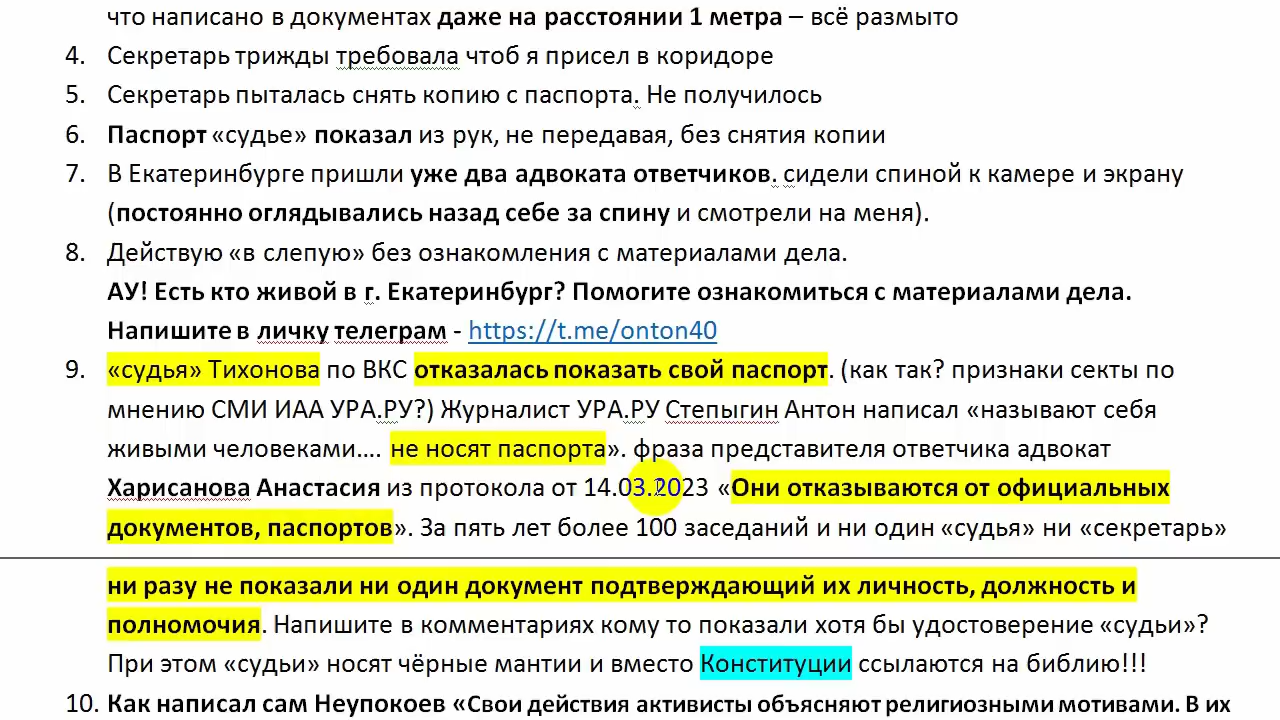 что написано в документах даже на расстоянии 1 метра – всё размыто
4. Секретарь трижды требовала чтоб я присел в коридоре
5. Секретарь пыталась снять копию с паспорта. Не получилось
6. Паспорт «судье» показал из рук, не передавая, без снятия копии
7. В Екатеринбурге пришли уже два адвоката ответчиков. сидели спиной к камере и экрану
(постоянно оглядывались назад себе за спину и смотрели на меня).
8. Действую «в слепую» без ознакомления с материалами дела.
АУ! Есть кто живой в г. Екатеринбург? Помогите ознакомиться с материалами дела.
Напишите в личку телеграм - https://t.me/onton40
9. «судья» Тихонова по ВКС отказалась показать свой паспорт. (как так? признаки секты по
мнению СМИ ИАА УРА.РУ?) Журналист УРА.РУ Степыгин Антон написал «называют себя
живыми человеками…. не носят паспорта». фраза представителя ответчика адвокат
Харисанова Анастасия из протокола от 14.03.2023 «Они отказываются от официальных
документов, паспортов». За пять лет более 100 заседаний и ни один «судья» ни «секретарь»
ни разу не показали ни один документ подтверждающий их личность, должность и
полномочия. Напишите в комментариях кому то показали хотя бы удостоверение «судьи»?
При этом «судьи» носят чёрные мантии и вместо Конституции ссылаются на библию!!!
10. Как написал сам Неупокоев «Свои действия активисты объясняют религиозными мотивами. В их